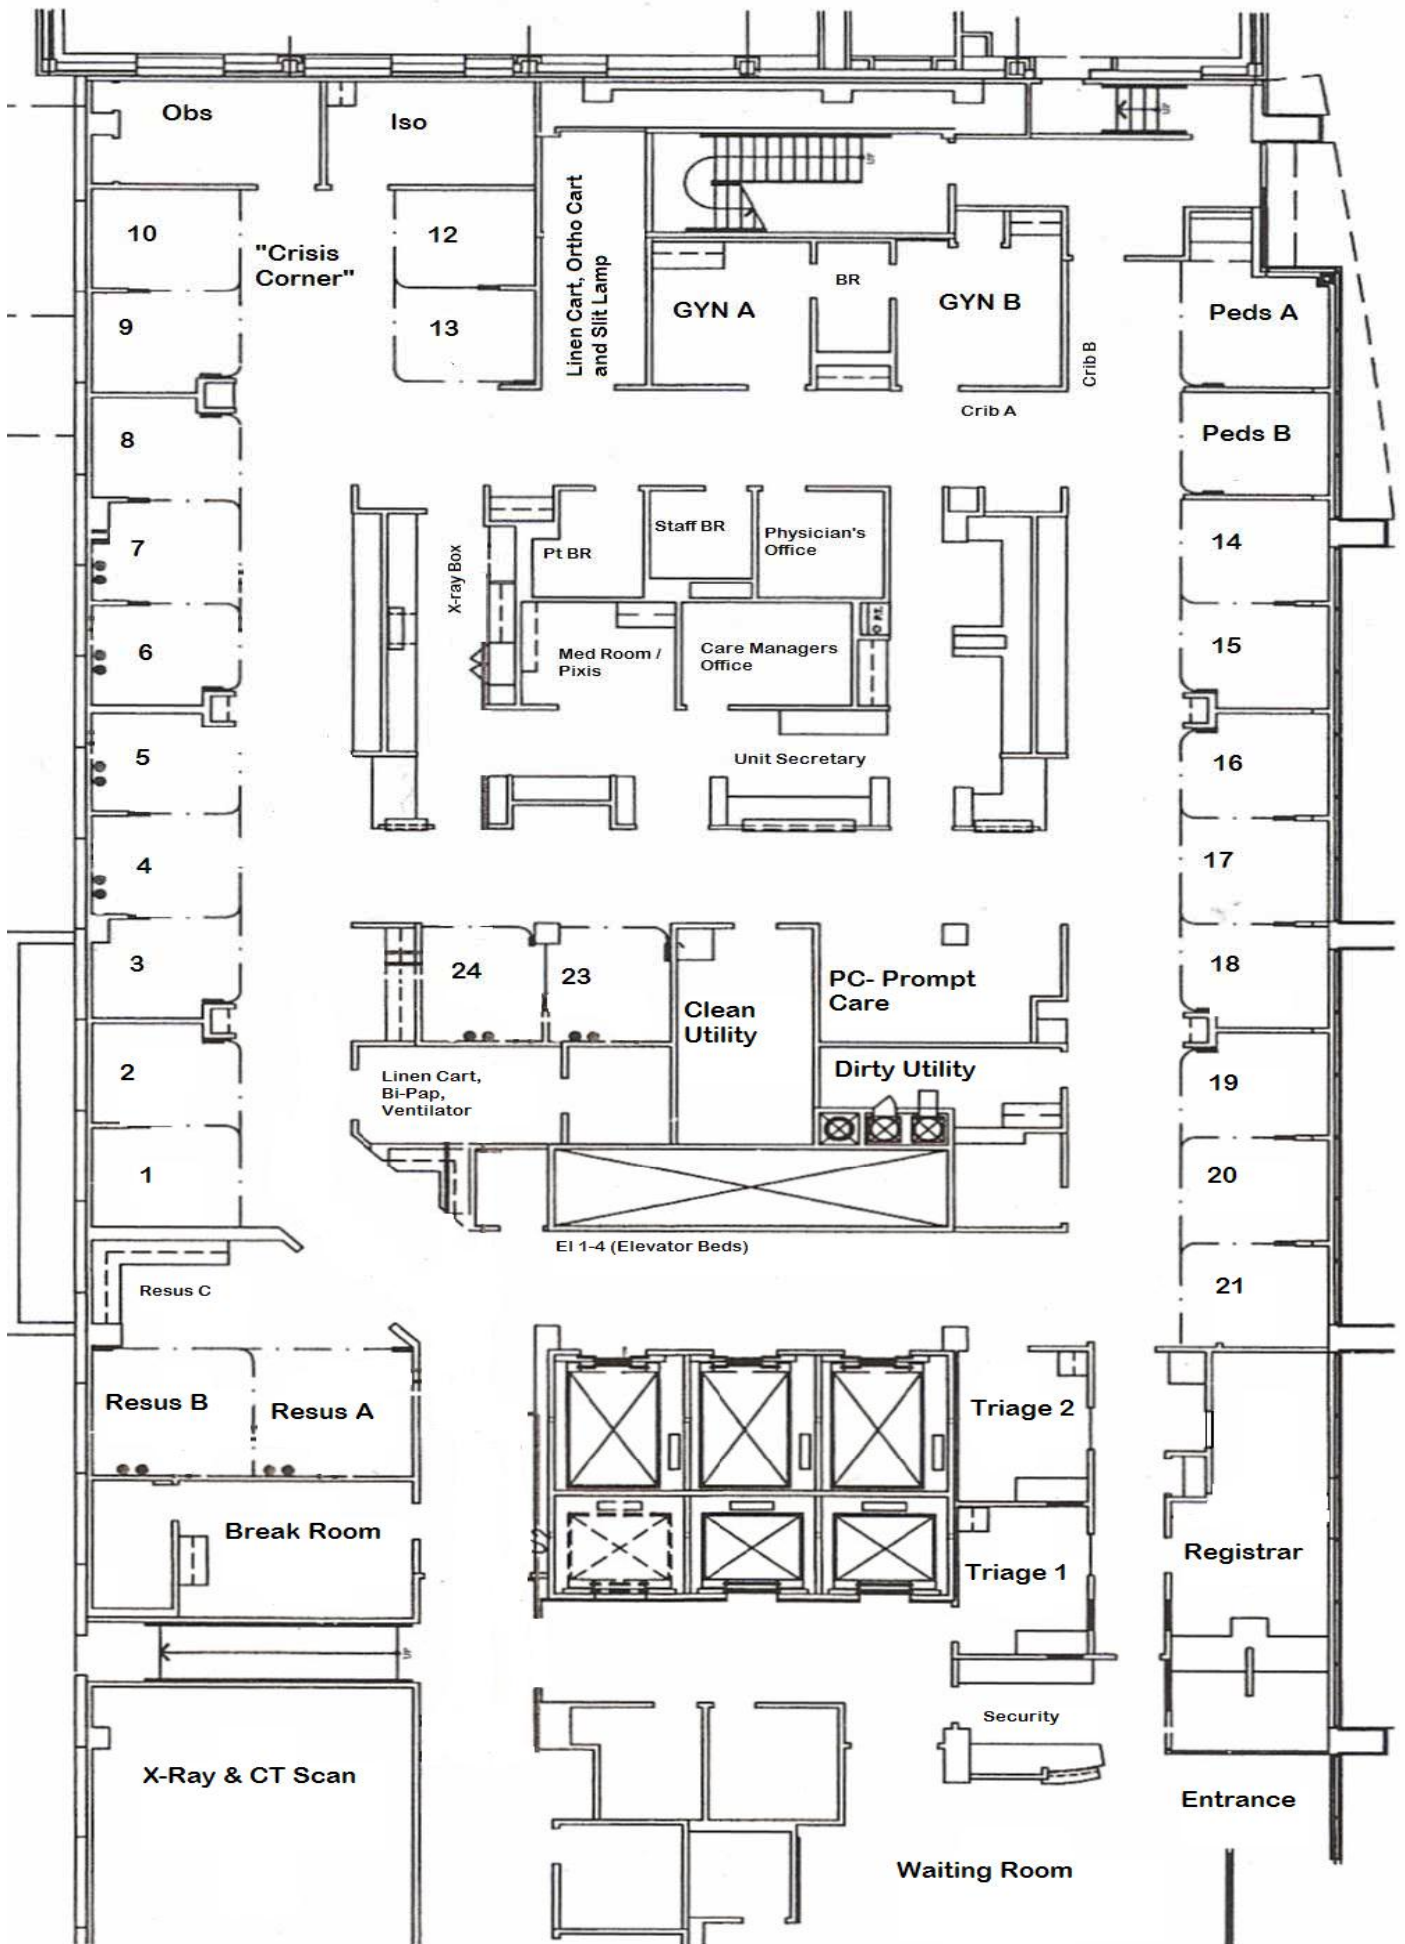 Obs
Iso
UP
UP
10
"Crisis
Corner"
12
Linen Cart, Ortho Cart
and Slit Lamp
BR
GYN A
GYN B
Peds A
9
13
Crib B
Crib A
8
Peds B
7
X-ray Box
Pt BR
Staff BR
Physician's
Office
14
6
Med Room /
Pixis
Care Managers
Office
P.T.
15
5
Unit Secretary
16
4
17
3
24
23
Clean
Utility
PC- Prompt
Care
18
2
Linen Cart,
Bi-Pap,
Ventilator
Dirty Utility
19
1
20
El 1-4 (Elevator Beds)
Resus C
21
Resus B
Resus A
Triage 2
Break Room
Triage 1
Registrar
UP
Security
X-Ray & CT Scan
Entrance
Waiting Room